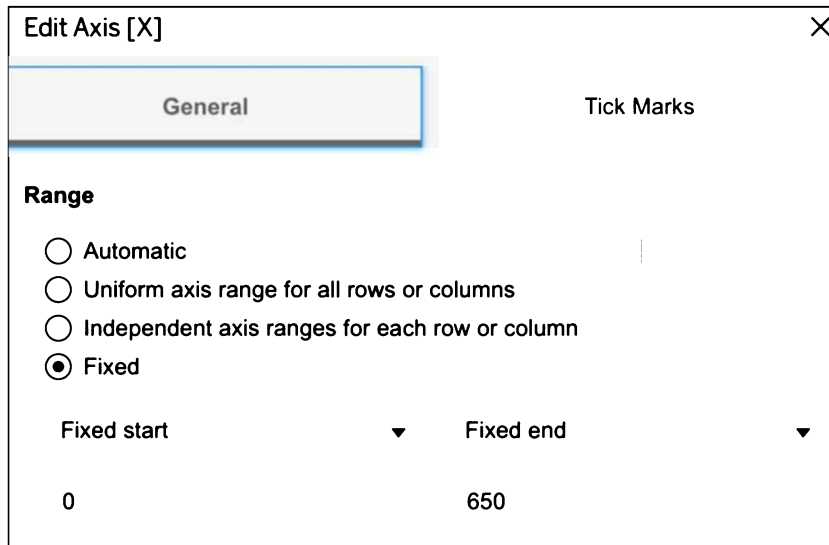 Edit Axis [X]
General Tick Marks
Range
Automatic
Uniform axis range for all rows or columns
Independent axis ranges for each row or column
Fixed
Fixed start Fixed end
0 650